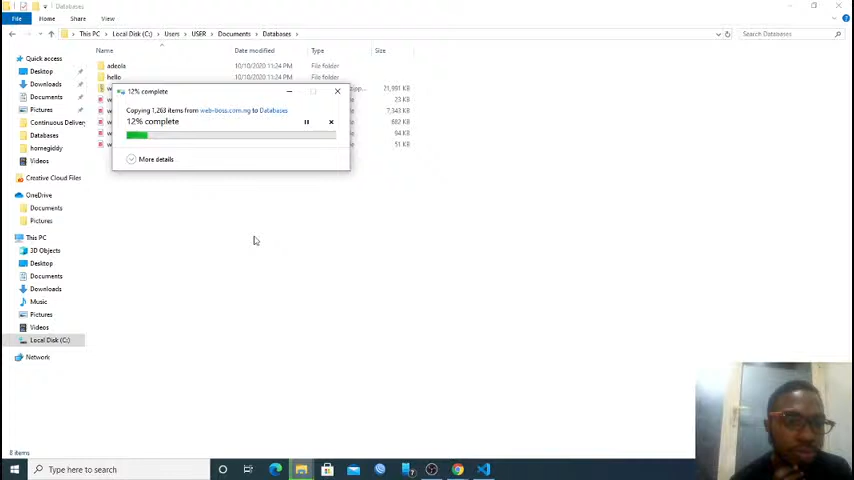 Databases
File Home Share View
This PC Local Disk (C:) Users USER Documents Databases
Search Databases
Name Date modified Type Size
Quick access
Desktop
Downloads
Documents
Pictures
Continuous Delivery
Databases
homegiddy
Videos
Creative Cloud Files
OneDrive
Documents
Pictures
This PC
3D Objects
Desktop
Documents
Downloads
Music
Pictures
Videos
Local Disk (C:)
Network
adeola 10/10/2020 11:24 PM File folder
hello 10/10/2020 11:24 PM File folder
21,991 KB
23 KB
7,343 KB
682 KB
94 KB
51 KB
12% complete
Copying 1,263 items from web-boss.com.ng to Databases
12% complete
More details
8 items
Type here to search